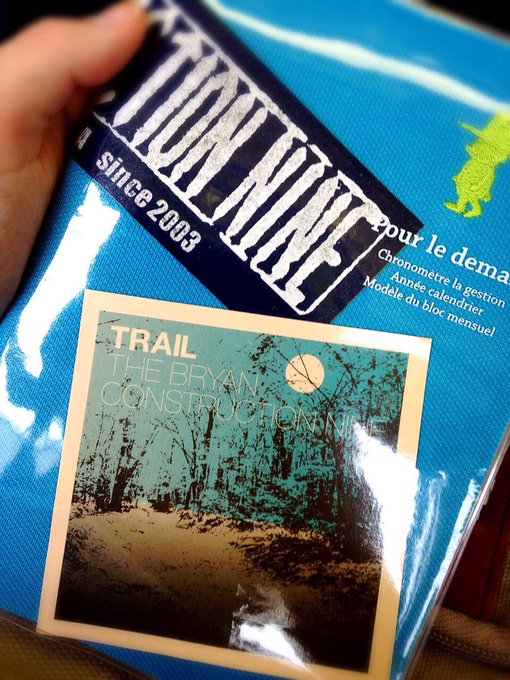 TION NINE
since 2003
Pour le dema
Chronomètre la gestion
Année calendrier
Modèle du bloc mensuel
TRAIL
THE BRYAN
CONSTRUCTION NINE